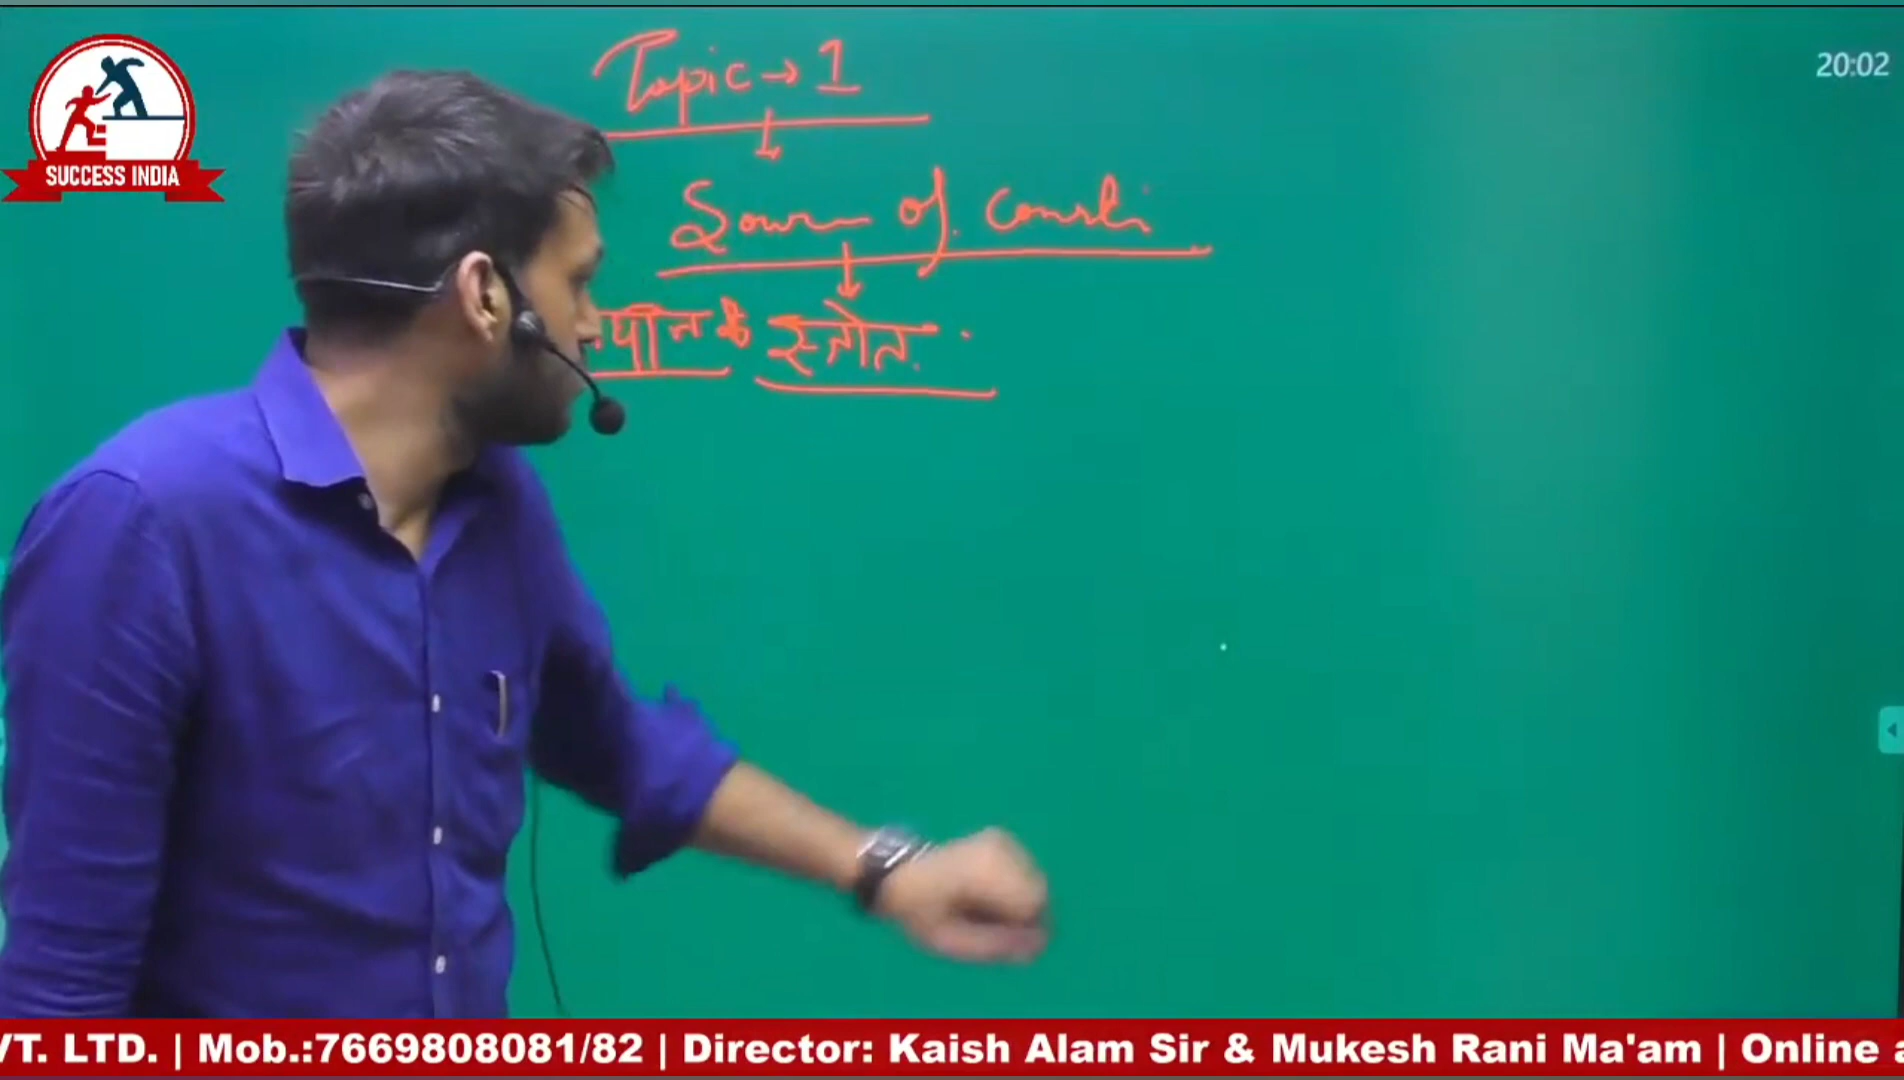 Topic → 1
20:02
SUCCESS INDIA
Source of Consti
के स्त्रोत
VT. LTD. | Mob.:7669808081/82 | Director: Kaish Alam Sir & Mukesh Rani Ma'am | Online